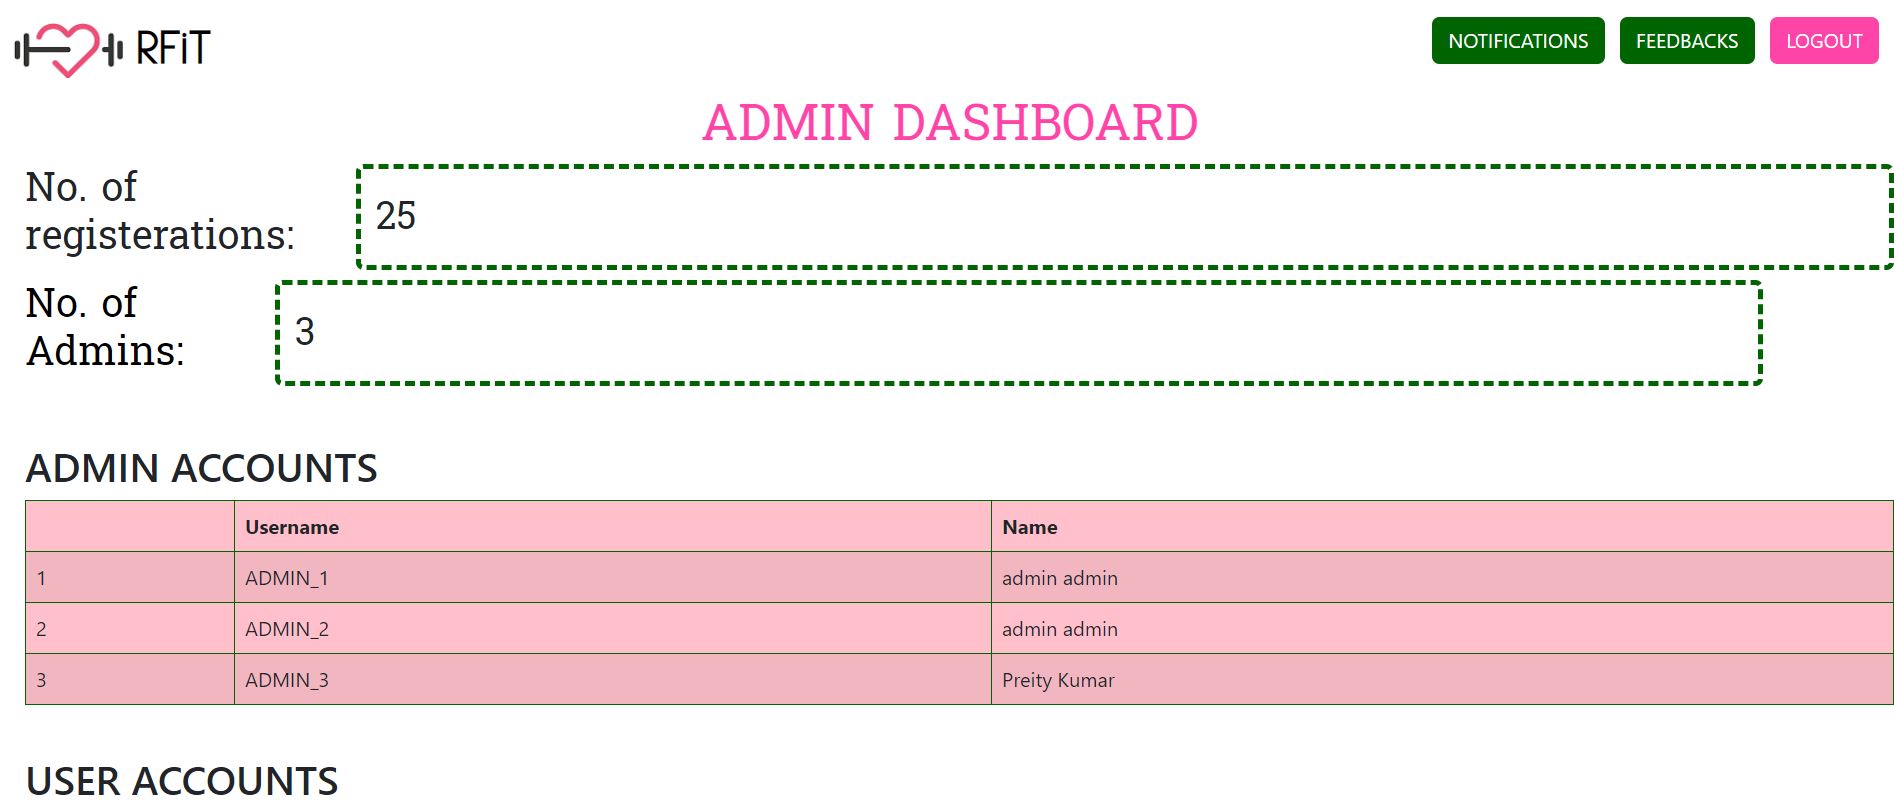 RFiT
NOTIFICATIONS FEEDBACKS LOGOUT
ADMIN DASHBOARD
No. of
registerations:
25
No. of
Admins:
3
ADMIN ACCOUNTS
Username Name
1 ADMIN_1 admin admin
2 ADMIN_2 admin admin
3 ADMIN_3 Preity Kumar
USER ACCOUNTS